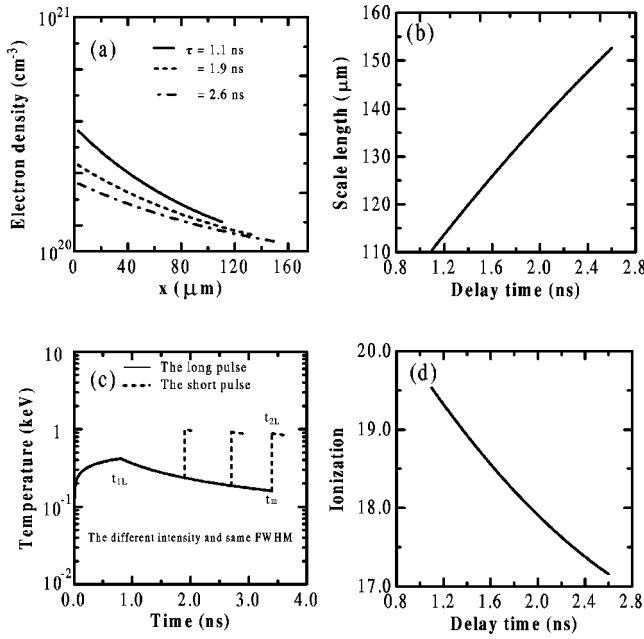 10^21
(a)
τ = 1.1 ns
= 1.9 ns
= 2.6 ns
Electron density (cm^-3)
10^20
0 40 80 120 160
x (μm)
(b)
160
150
140
130
120
110
Scale length (μm)
0.8 1.2 1.6 2.0 2.4 2.8
Delay time (ns)
(c)
The long pulse
The short pulse
10
1
10^-1
10^-2
Temperature (keV)
t1L
t2L
tm
The different intensity and same FWHM
0.0 1.0 2.0 3.0 4.0
Time (ns)
(d)
20.0
19.0
18.0
17.0
Ionization
0.8 1.2 1.6 2.0 2.4 2.8
Delay time (ns)